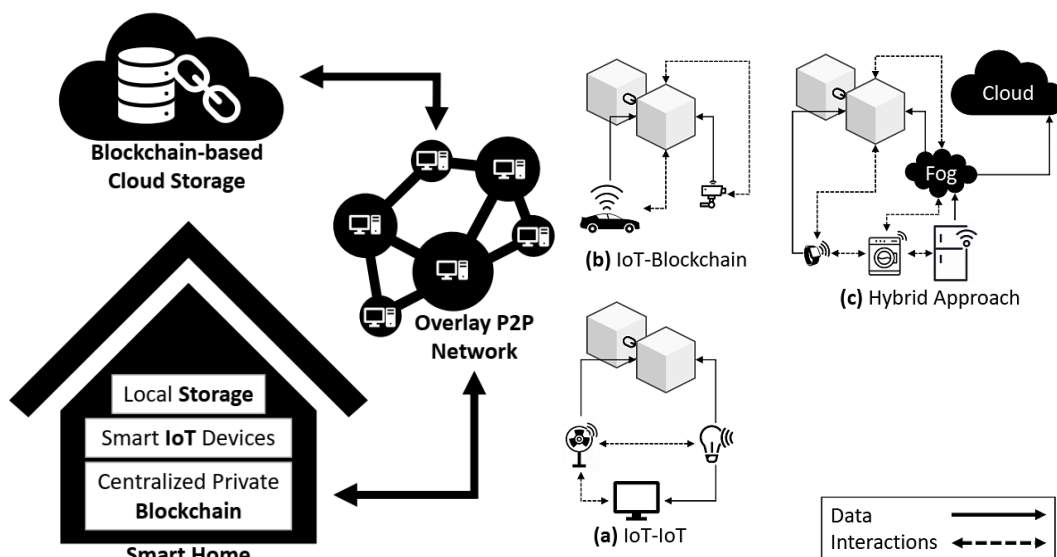 Blockchain-based
Cloud Storage
Overlay P2P
Network
Local Storage
Smart IoT Devices
Centralized Private
Blockchain
Smart Home
(b) IoT-Blockchain
Cloud
Fog
(c) Hybrid Approach
(a) IoT-IoT
Data
Interactions